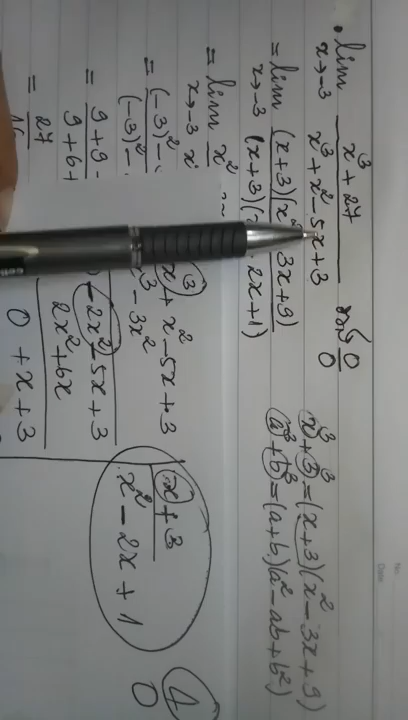 • lim x→-3 (x³ + 27)/(x³ + x² - 5x + 3) 0/0
= lim x→-3 (x+3)(x² 3x+9)/(x+3)( 2x+1)
= lim x→-3 x²
= (-3)² - /(-3)² -
= 9+9 - /9+6+
= 27/16
x³+3³=(x+3)(x²-3x+9)
a³+b³=(a+b)(a²-ab+b²)
x³ + x² - 5x + 3
x+3
x² - 2x + 1
x³ - 3x²
- 2x² - 5x + 3
2x² + 6x
0 + x + 3
4
0